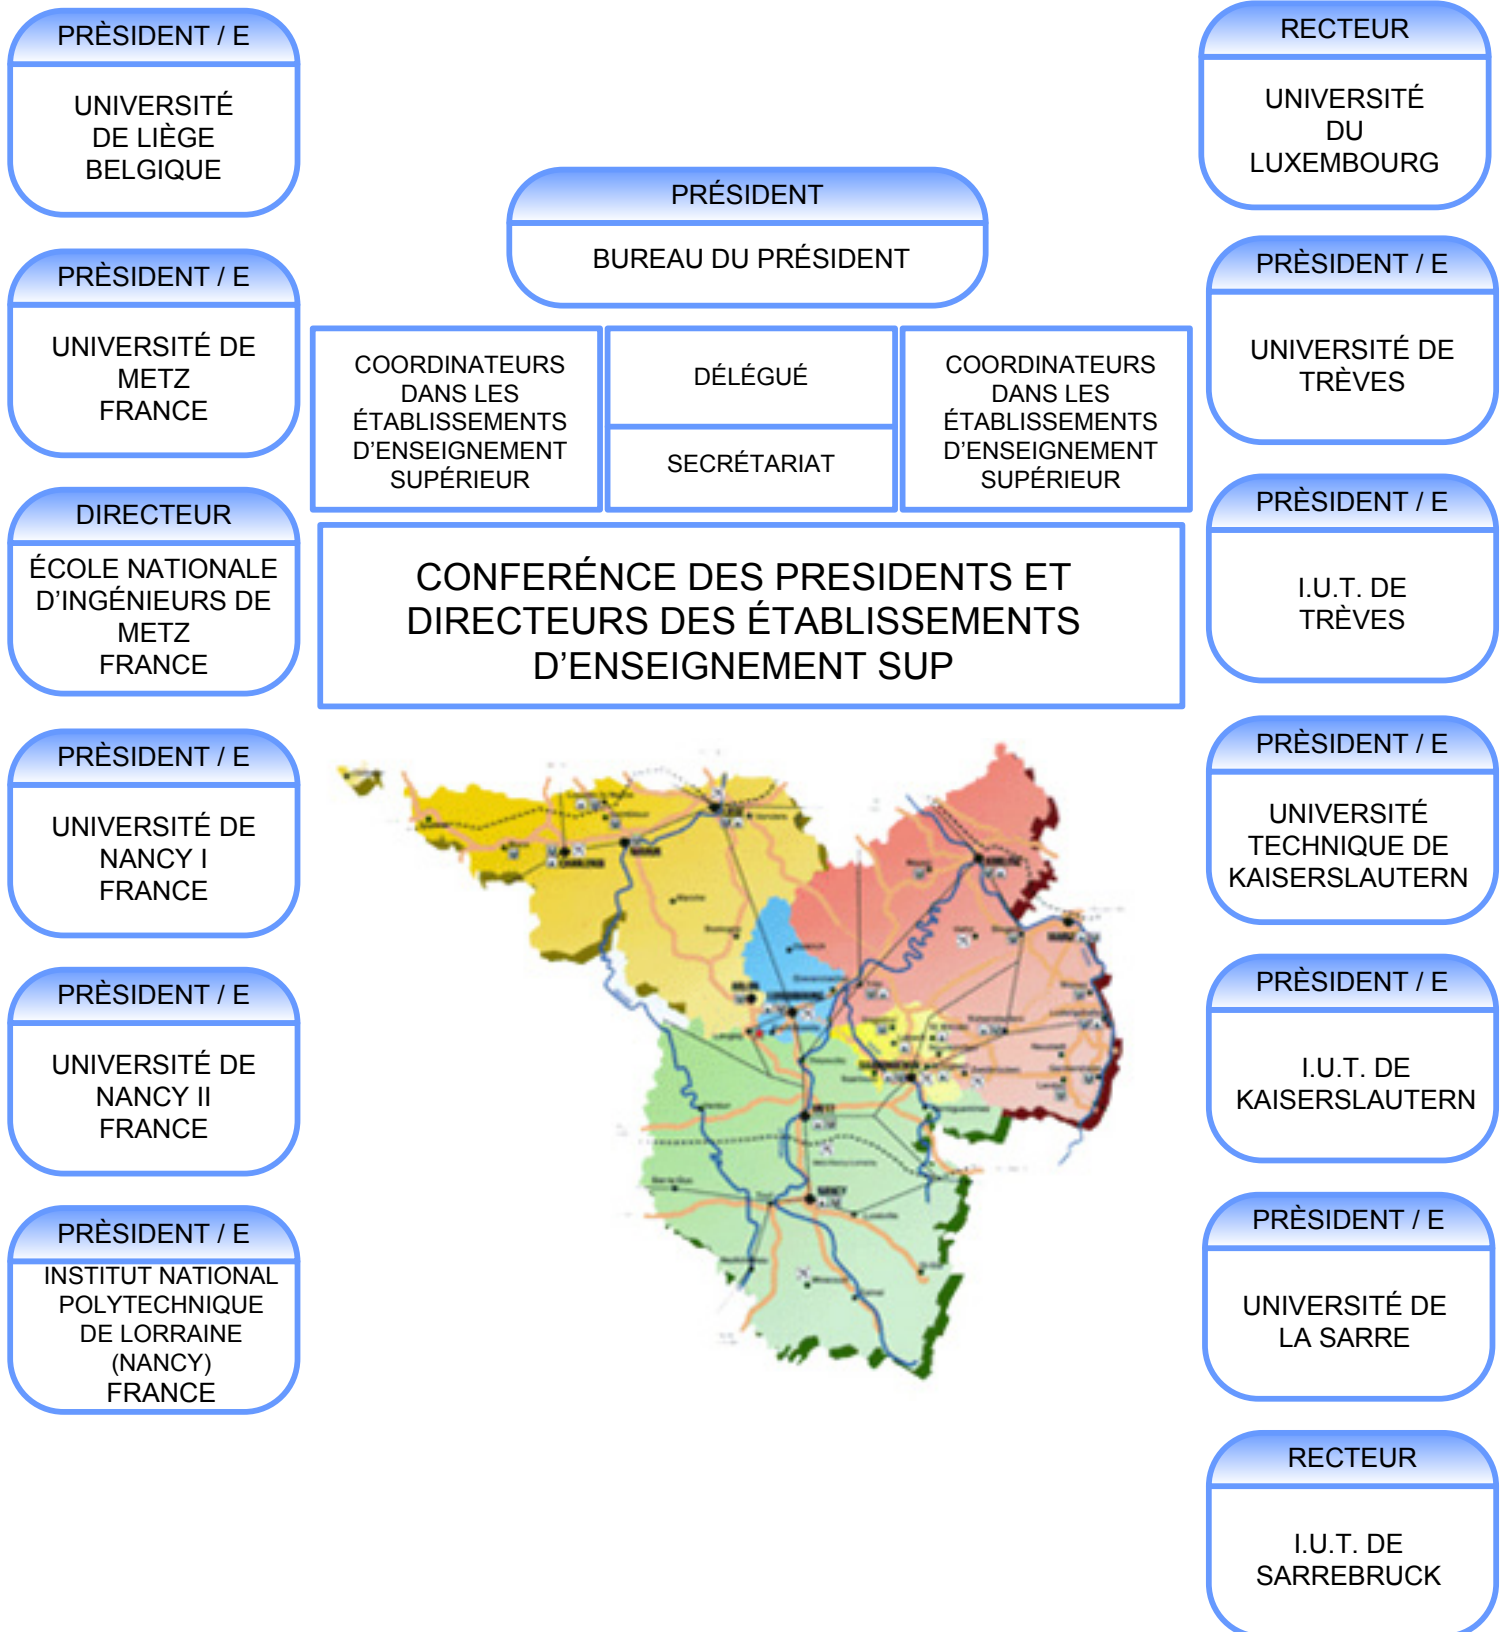 PRÈSIDENT / E
UNIVERSITÉ
DE LIÈGE
BELGIQUE
PRÈSIDENT / E
UNIVERSITÉ DE
METZ
FRANCE
DIRECTEUR
ÉCOLE NATIONALE
D'INGÉNIEURS DE
METZ
FRANCE
PRÈSIDENT / E
UNIVERSITÉ DE
NANCY I
FRANCE
PRÈSIDENT / E
UNIVERSITÉ DE
NANCY II
FRANCE
PRÈSIDENT / E
INSTITUT NATIONAL
POLYTECHNIQUE
DE LORRAINE
(NANCY)
FRANCE
PRÉSIDENT
BUREAU DU PRÉSIDENT
COORDINATEURS
DANS LES
ÉTABLISSEMENTS
D'ENSEIGNEMENT
SUPÉRIEUR
DÉLÉGUÉ
SECRÉTARIAT
COORDINATEURS
DANS LES
ÉTABLISSEMENTS
D'ENSEIGNEMENT
SUPÉRIEUR
CONFERÉNCE DES PRESIDENTS ET
DIRECTEURS DES ÉTABLISSEMENTS
D'ENSEIGNEMENT SUP
METZ
NANCY
RECTEUR
UNIVERSITÉ
DU
LUXEMBOURG
PRÈSIDENT / E
UNIVERSITÉ DE
TRÈVES
PRÈSIDENT / E
I.U.T. DE
TRÈVES
PRÈSIDENT / E
UNIVERSITÉ
TECHNIQUE DE
KAISERSLAUTERN
PRÈSIDENT / E
I.U.T. DE
KAISERSLAUTERN
PRÈSIDENT / E
UNIVERSITÉ DE
LA SARRE
RECTEUR
I.U.T. DE
SARREBRUCK